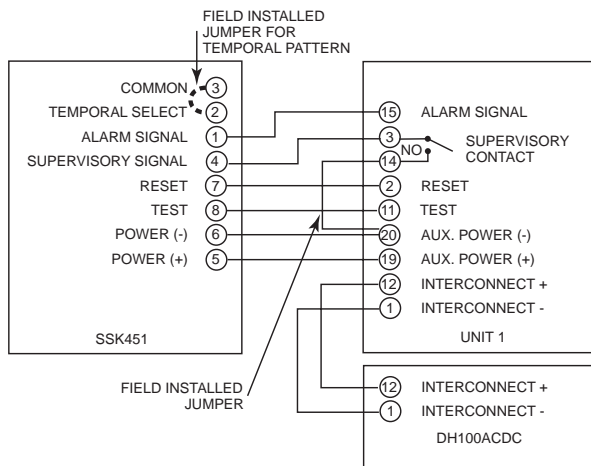 FIELD INSTALLED
JUMPER FOR
TEMPORAL PATTERN
COMMON 3
TEMPORAL SELECT 2
ALARM SIGNAL 1
SUPERVISORY SIGNAL 4
RESET 7
TEST 8
POWER (-) 6
POWER (+) 5
SSK451
15 ALARM SIGNAL
3
NO
14
SUPERVISORY
CONTACT
2 RESET
11 TEST
20 AUX. POWER (-)
19 AUX. POWER (+)
12 INTERCONNECT +
1 INTERCONNECT -
UNIT 1
FIELD INSTALLED
JUMPER
12 INTERCONNECT +
1 INTERCONNECT -
DH100ACDC